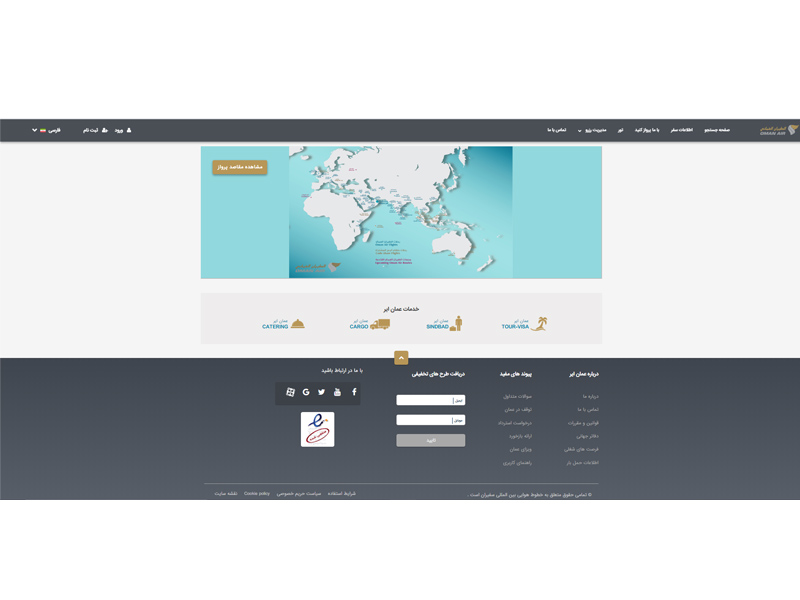 صفحه جستجو
اطلاعات سفر
با ما پرواز کنید
ابر
مدیریت رزرو
تماس با ما
ورود
ثبت نام
فارسی
OMAN AIR
مشاهده مقاصد پرواز
خدمات عمان ایر
عمان ایر
TOUR-VISA
عمان ایر
SINDBAD
عمان ایر
CARGO
عمان ایر
CATERING
درباره عمان ایر
درباره ما
تماس با ما
قوانین و مقررات
دفاتر جهانی
فرصت های شغلی
اطلاعات حمل بار
پیوند های مفید
سوالات متداول
توقف در عمان
درخواست استرداد
ارائه بازخورد
ویزای عمان
راهنمای کاربری
دریافت طرح های تخفیفی
ایمیل
موبایل
تایید
با ما در ارتباط باشید
© تمامی حقوق متعلق به خطوط هوایی بین المللی سفیران است .
شرایط استفاده
سیاست حریم خصوصی
Cookie policy
نقشه سایت